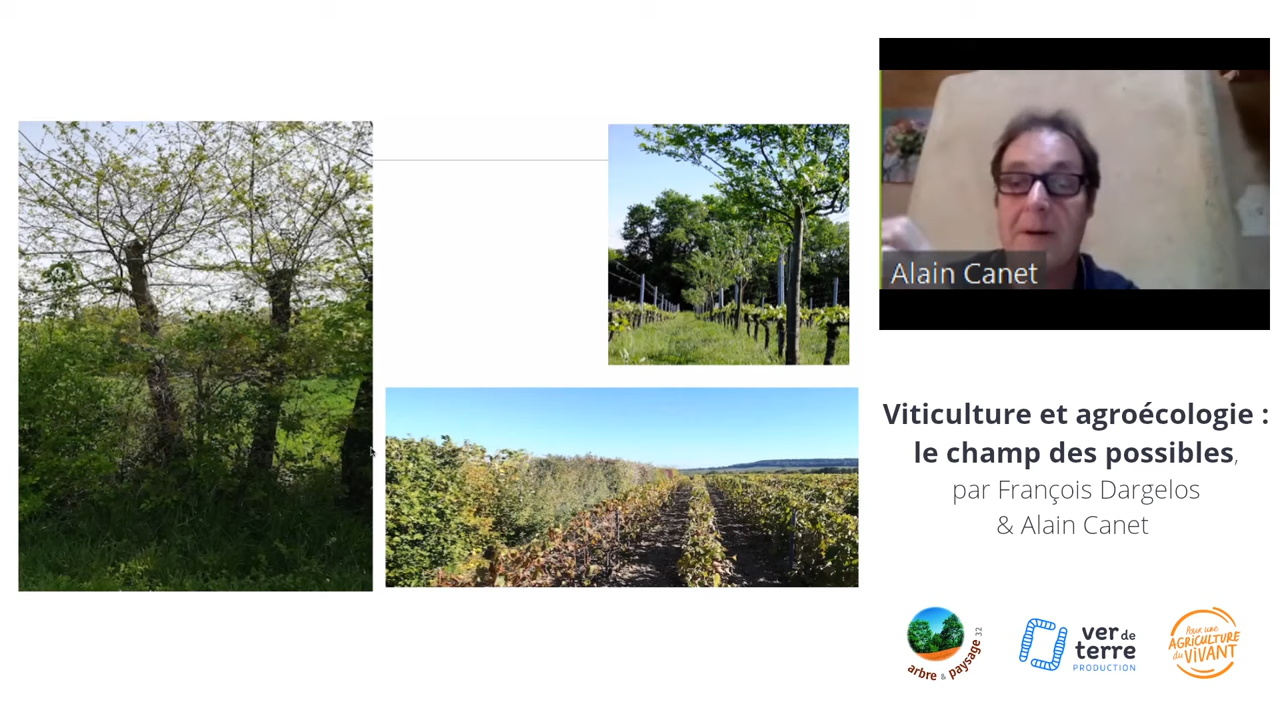 Alain Canet
Viticulture et agroécologie :
le champ des possibles,
par François Dargelos
& Alain Canet
arbre & paysage 32
ver de
terre
PRODUCTION
Pour une
AGRICULTURE
du VIVANT